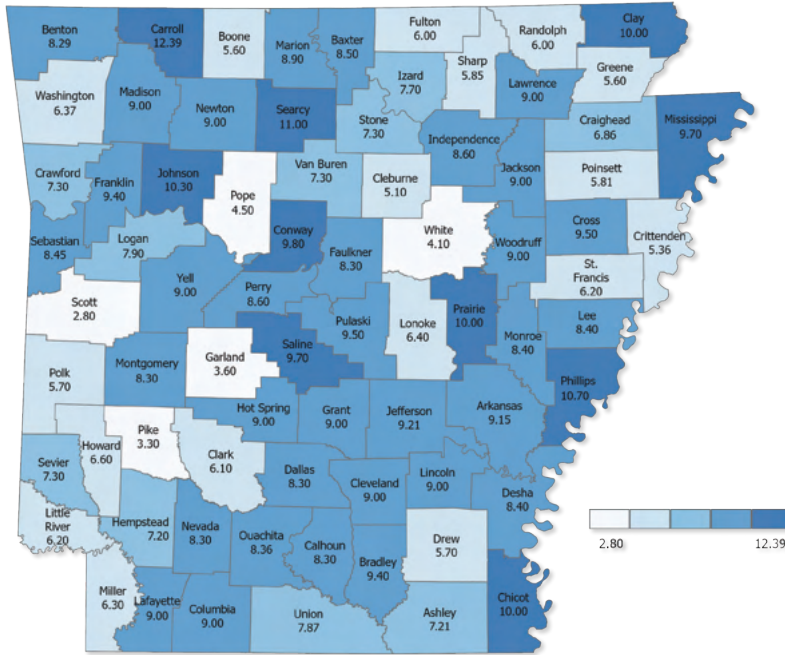 Benton
8.29
Carroll
12.39
Boone
5.60
Marion
8.90
Baxter
8.50
Fulton
6.00
Randolph
6.00
Clay
10.00
Sharp
5.85
Greene
5.60
Izard
7.70
Lawrence
9.00
Washington
6.37
Madison
9.00
Newton
9.00
Searcy
11.00
Stone
7.30
Independence
8.60
Craighead
6.86
Mississippi
9.70
Crawford
7.30
Franklin
9.40
Johnson
10.30
Pope
4.50
Van Buren
7.30
Cleburne
5.10
Jackson
9.00
Poinsett
5.81
Sebastian
8.45
Logan
7.90
Conway
9.80
Faulkner
8.30
White
4.10
Woodruff
9.00
Cross
9.50
Crittenden
5.36
St.
Francis
6.20
Scott
2.80
Yell
9.00
Perry
8.60
Pulaski
9.50
Lonoke
6.40
Prairie
10.00
Monroe
8.40
Lee
8.40
Polk
5.70
Montgomery
8.30
Garland
3.60
Saline
9.70
Phillips
10.70
Hot Spring
9.00
Grant
9.00
Jefferson
9.21
Arkansas
9.15
Howard
6.60
Pike
3.30
Clark
6.10
Sevier
7.30
Dallas
8.30
Cleveland
9.00
Lincoln
9.00
Desha
8.40
Little
River
6.20
Hempstead
7.20
Nevada
8.30
Ouachita
8.36
Calhoun
8.30
Bradley
9.40
Drew
5.70
Miller
6.30
Lafayette
9.00
Columbia
9.00
Union
7.87
Ashley
7.21
Chicot
10.00
2.80
12.39